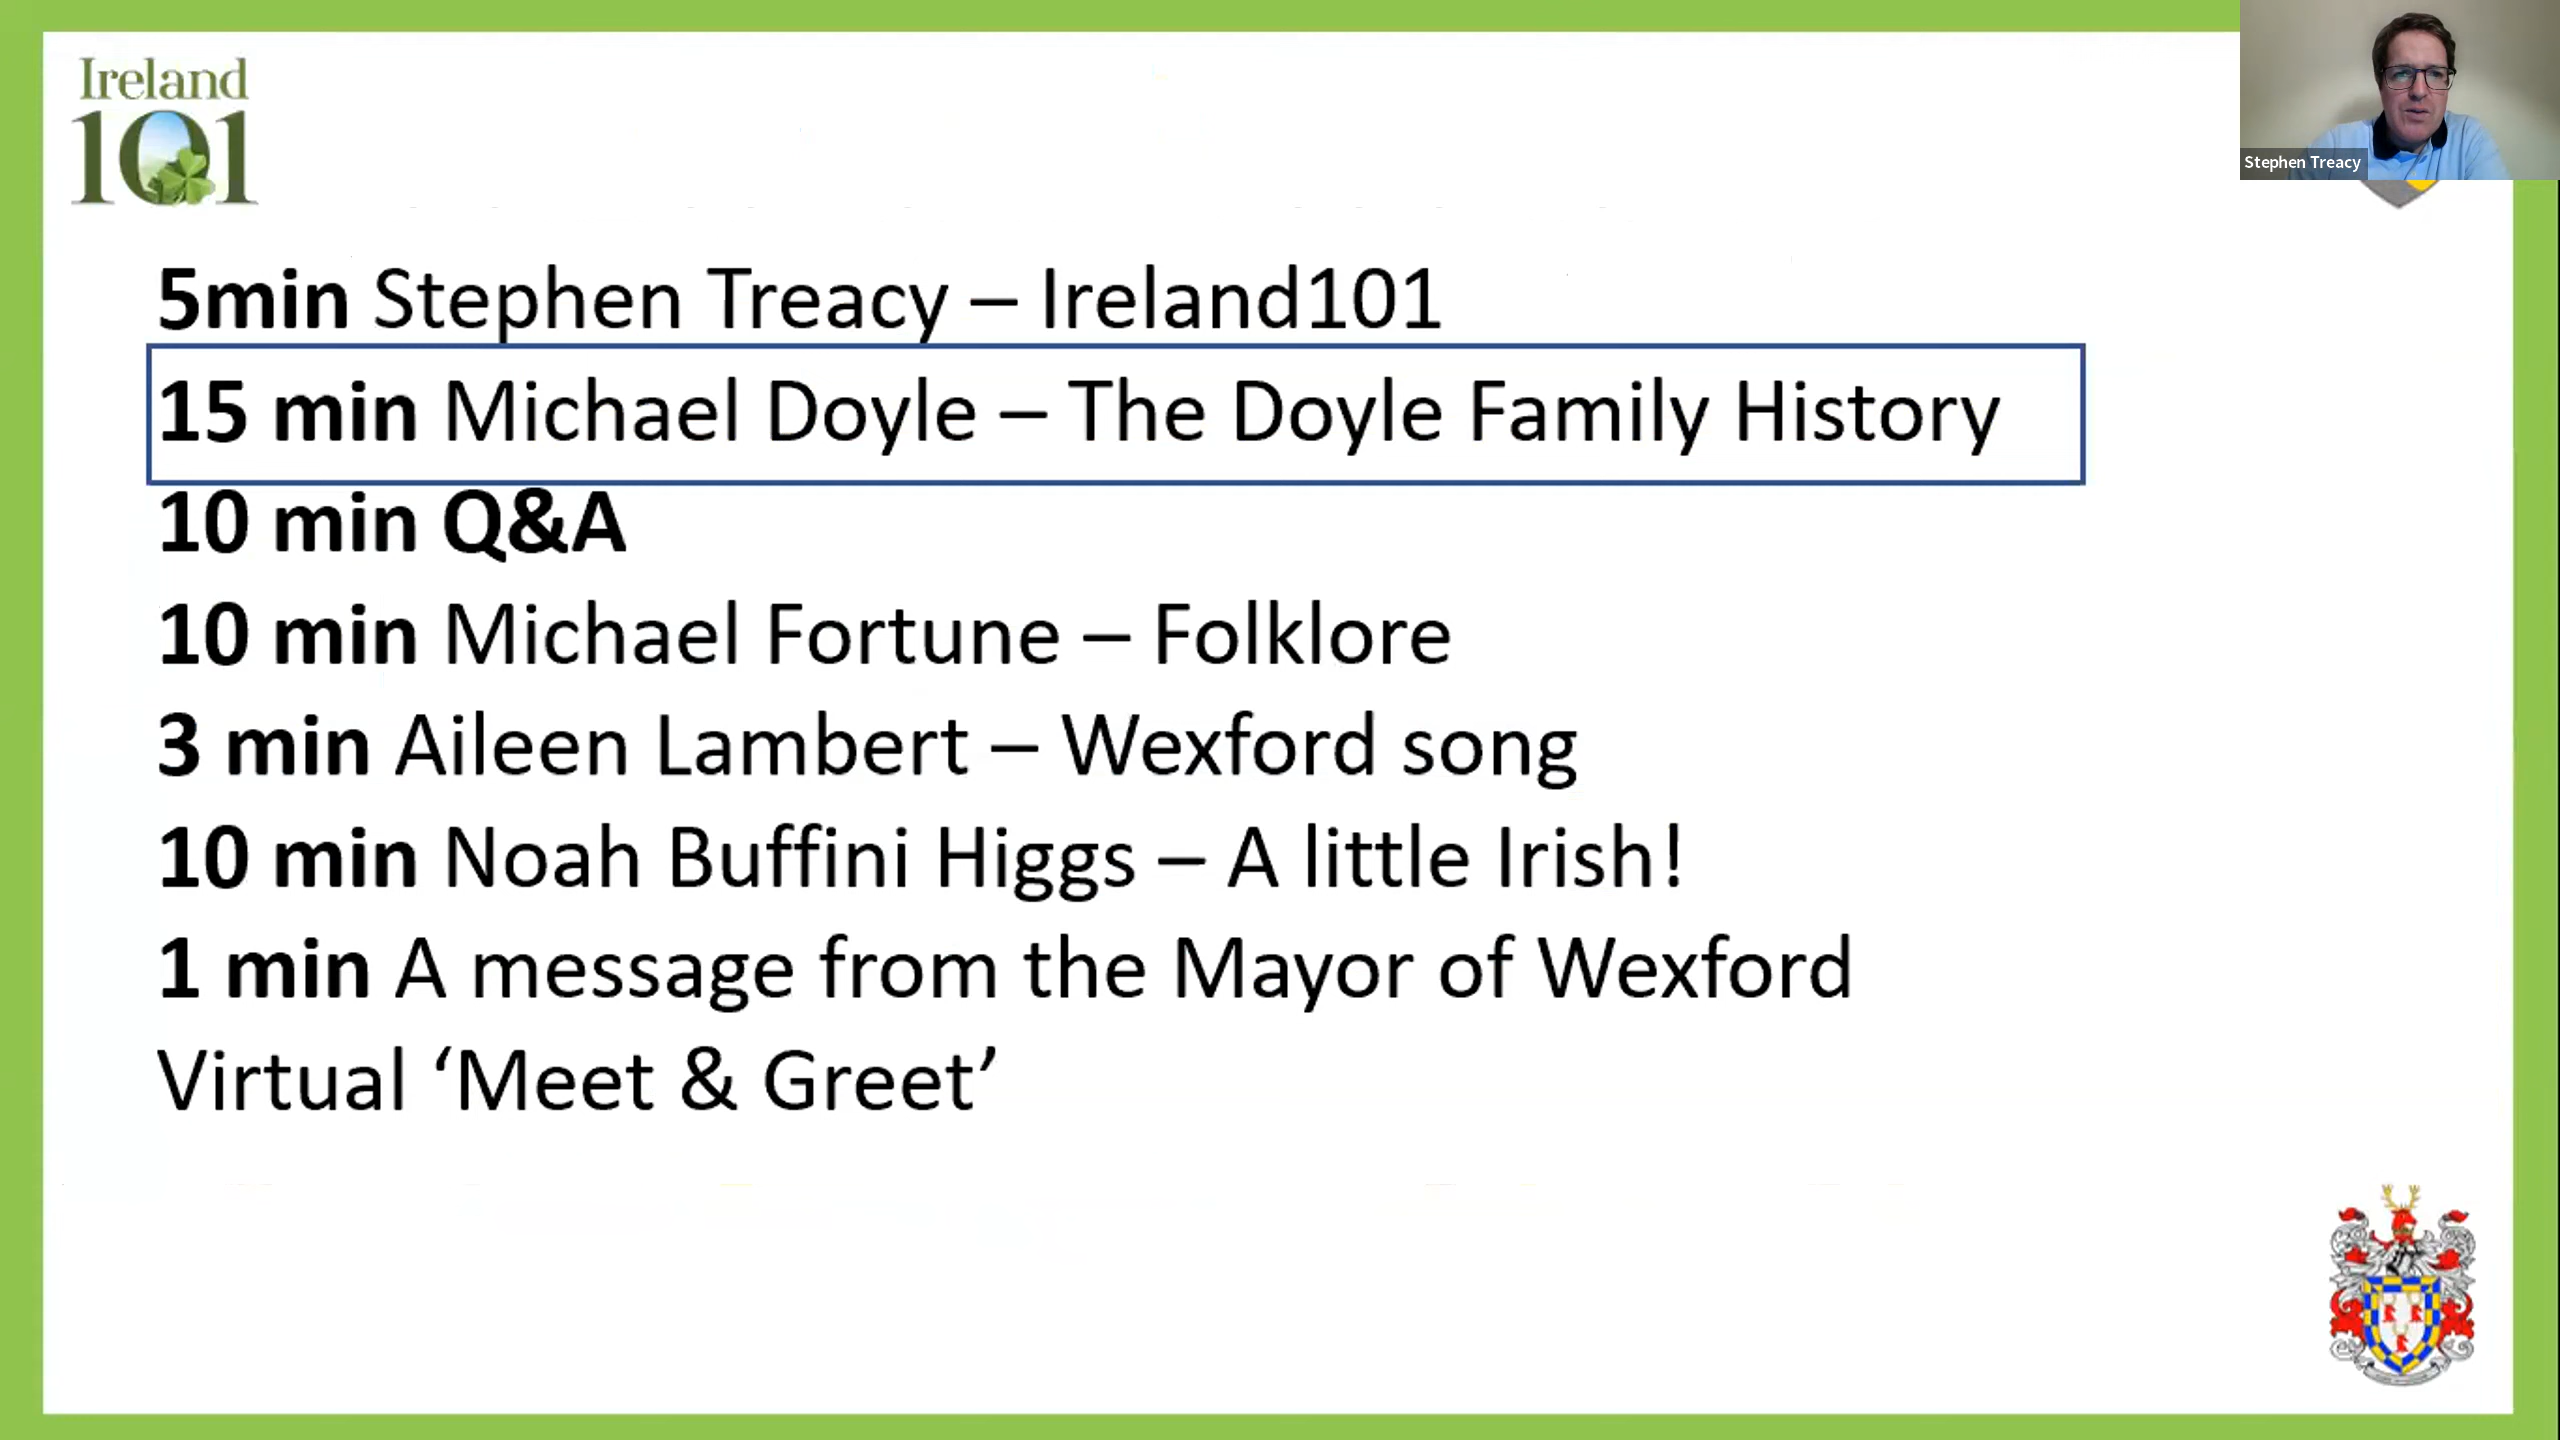 Ireland
101
Stephen Treacy
5min Stephen Treacy – Ireland101
15 min Michael Doyle – The Doyle Family History
10 min Q&A
10 min Michael Fortune – Folklore
3 min Aileen Lambert – Wexford song
10 min Noah Buffini Higgs – A little Irish!
1 min A message from the Mayor of Wexford
Virtual ‘Meet & Greet’